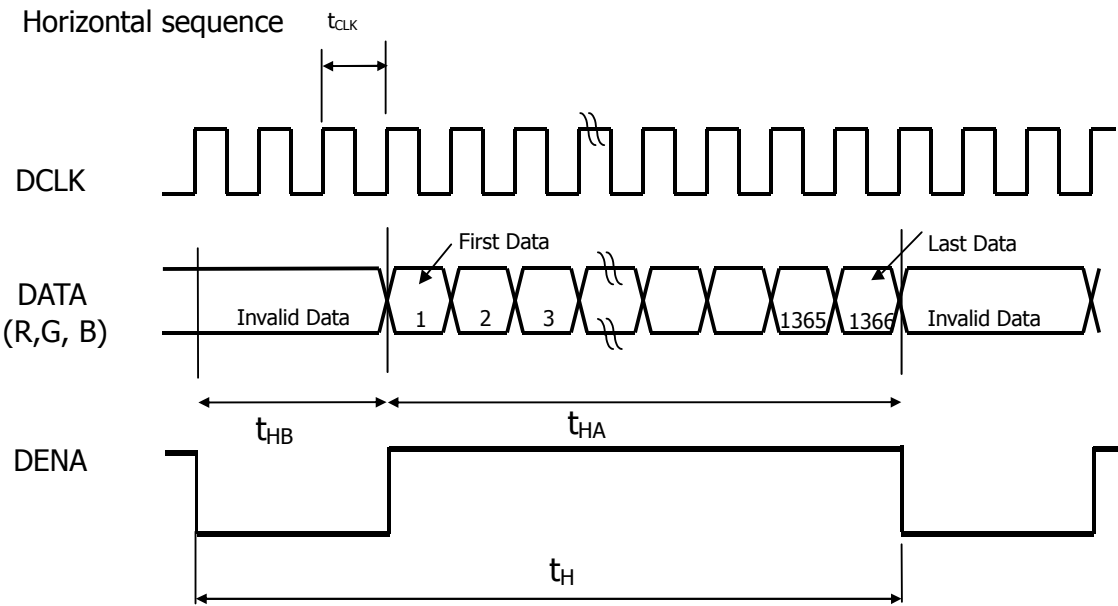 Horizontal sequence
tCLK
DCLK
First Data
Last Data
DATA
(R,G, B)
Invalid Data
1
2
3
1365
1366
Invalid Data
tHB
tHA
DENA
tH